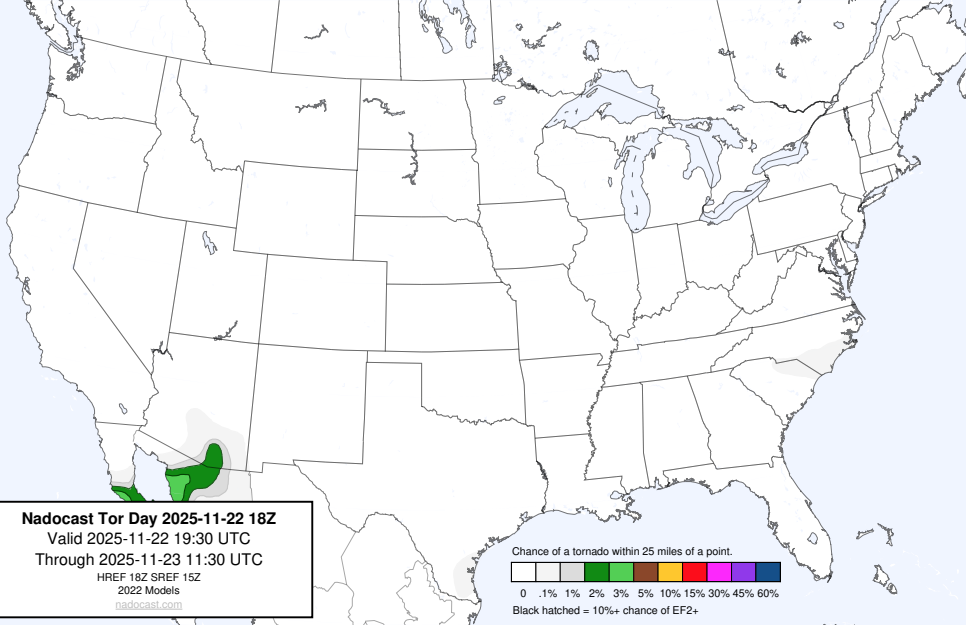 Nadocast Tor Day 2025-11-22 18Z
Valid 2025-11-22 19:30 UTC
Through 2025-11-23 11:30 UTC
HREF 18Z SREF 15Z
2022 Models
nadocast.com
Chance of a tornado within 25 miles of a point.
0 .1% 1% 2% 3% 5% 10% 15% 30% 45% 60%
Black hatched = 10%+ chance of EF2+